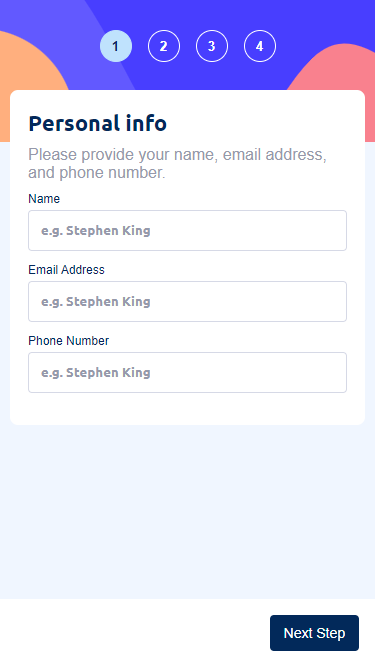 1 2 3 4
Personal info
Please provide your name, email address,
and phone number.
Name
e.g. Stephen King
Email Address
e.g. Stephen King
Phone Number
e.g. Stephen King
Next Step